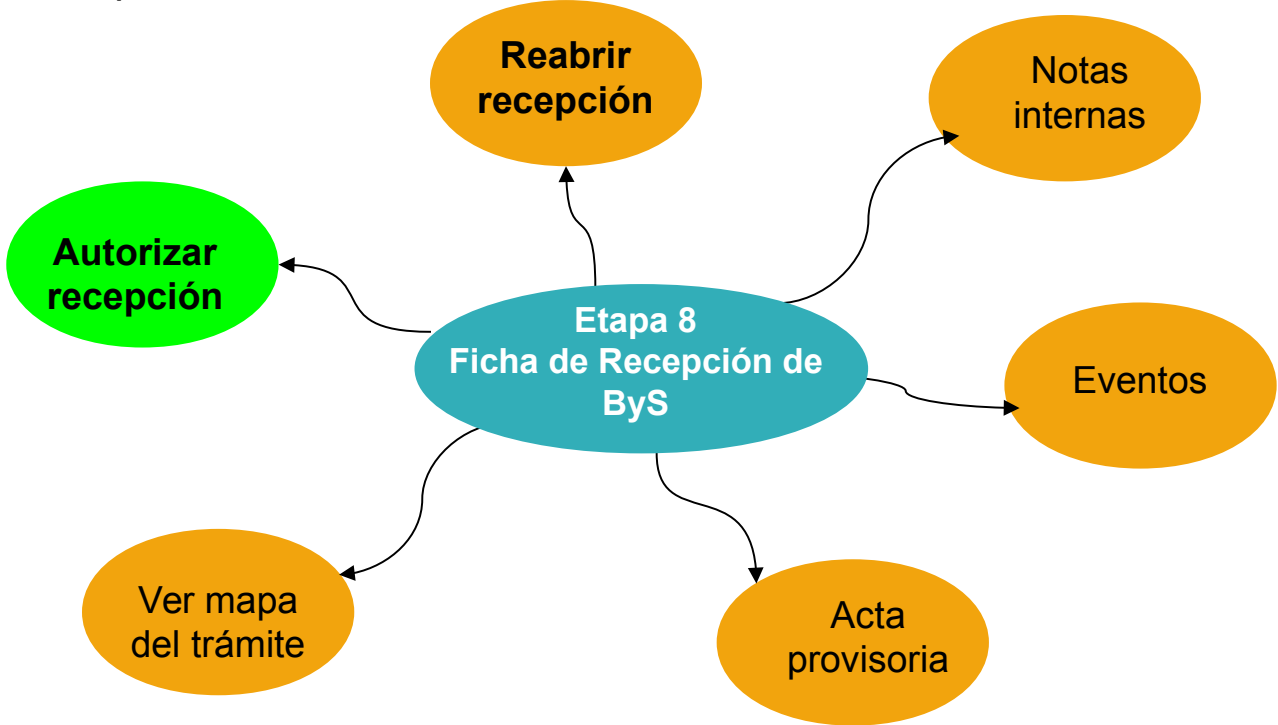 Reabrir
recepción
Notas
internas
Autorizar
recepción
Etapa 8
Ficha de Recepción de
ByS
Eventos
Ver mapa
del trámite
Acta
provisoria